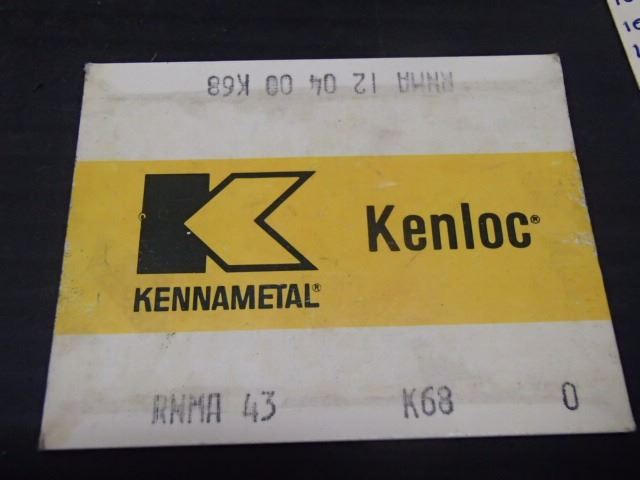 RNMA 12 04 00 K68
Kenloc®
KENNAMETAL®
RNMA 43 K68 0